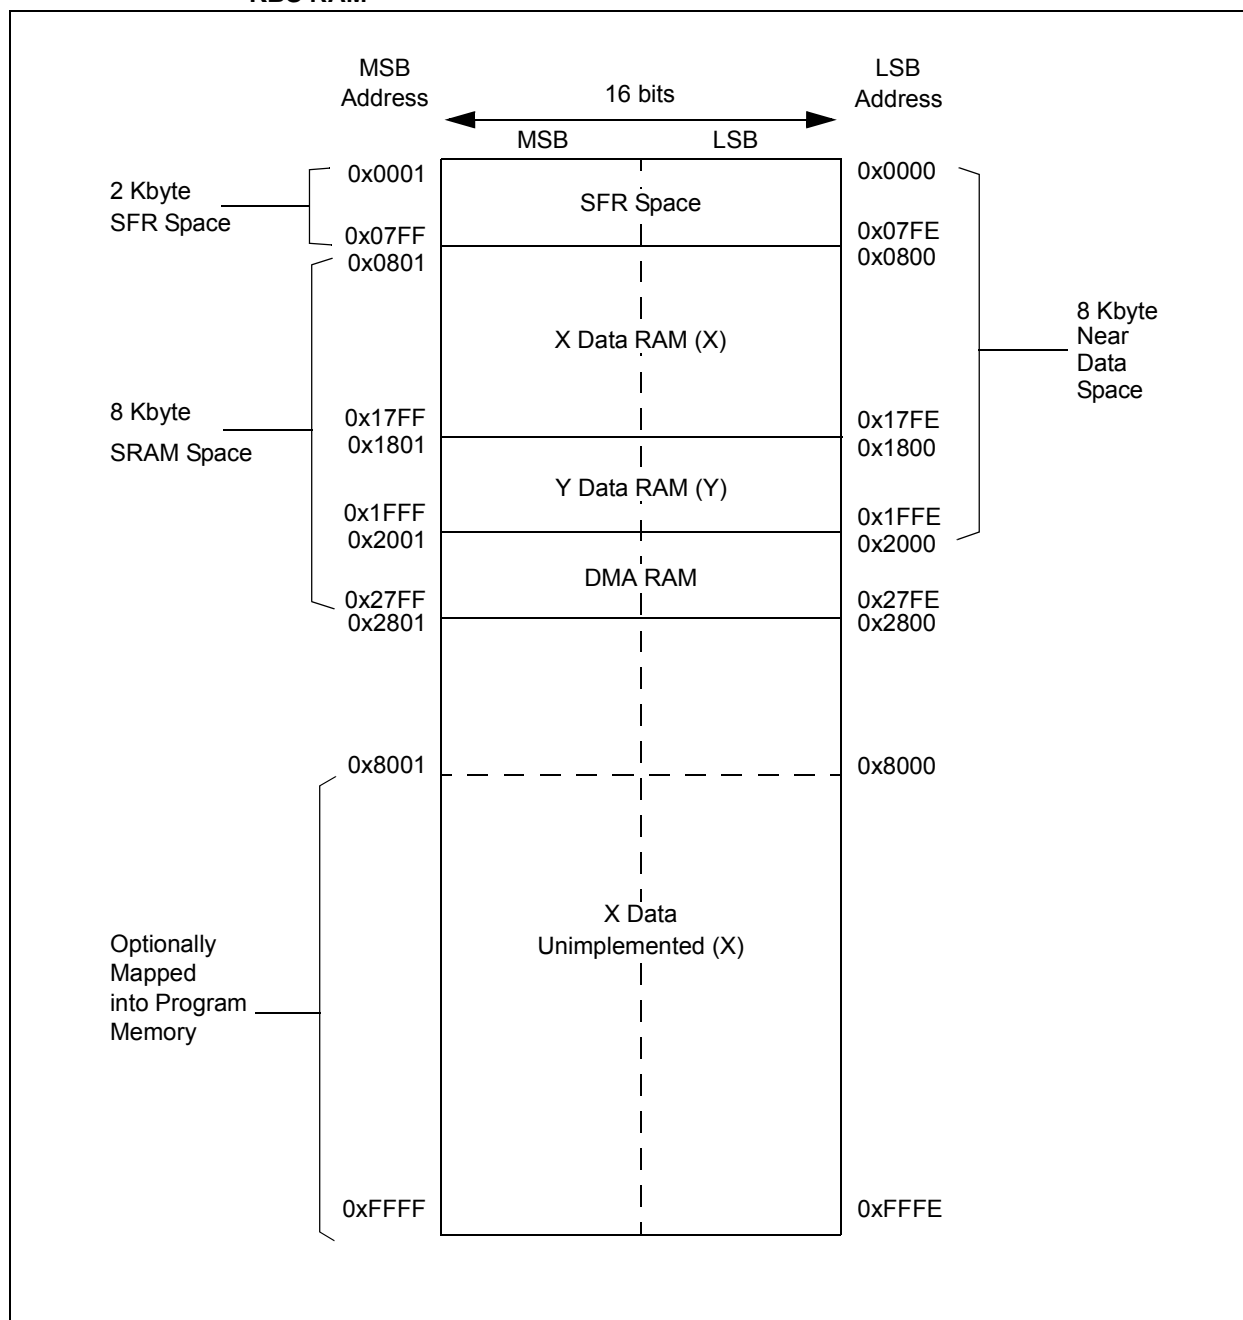 MSB
Address
LSB
Address
16 bits
MSB
LSB
0x0001
0x0000
2 Kbyte
SFR Space
SFR Space
0x07FF
0x07FE
0x0801
0x0800
X Data RAM (X)
8 Kbyte
Near
Data
Space
8 Kbyte
SRAM Space
0x17FF
0x17FE
0x1801
0x1800
Y Data RAM (Y)
0x1FFF
0x1FFE
0x2001
0x2000
DMA RAM
0x27FF
0x27FE
0x2801
0x2800
0x8001
0x8000
X Data
Unimplemented (X)
Optionally
Mapped
into Program
Memory
0xFFFF
0xFFFE